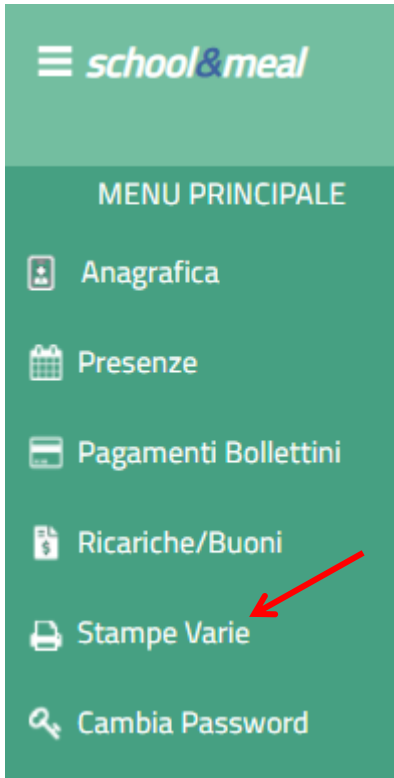 school&meal
MENU PRINCIPALE
Anagrafica
Presenze
Pagamenti Bollettini
Ricariche/Buoni
Stampe Varie
Cambia Password